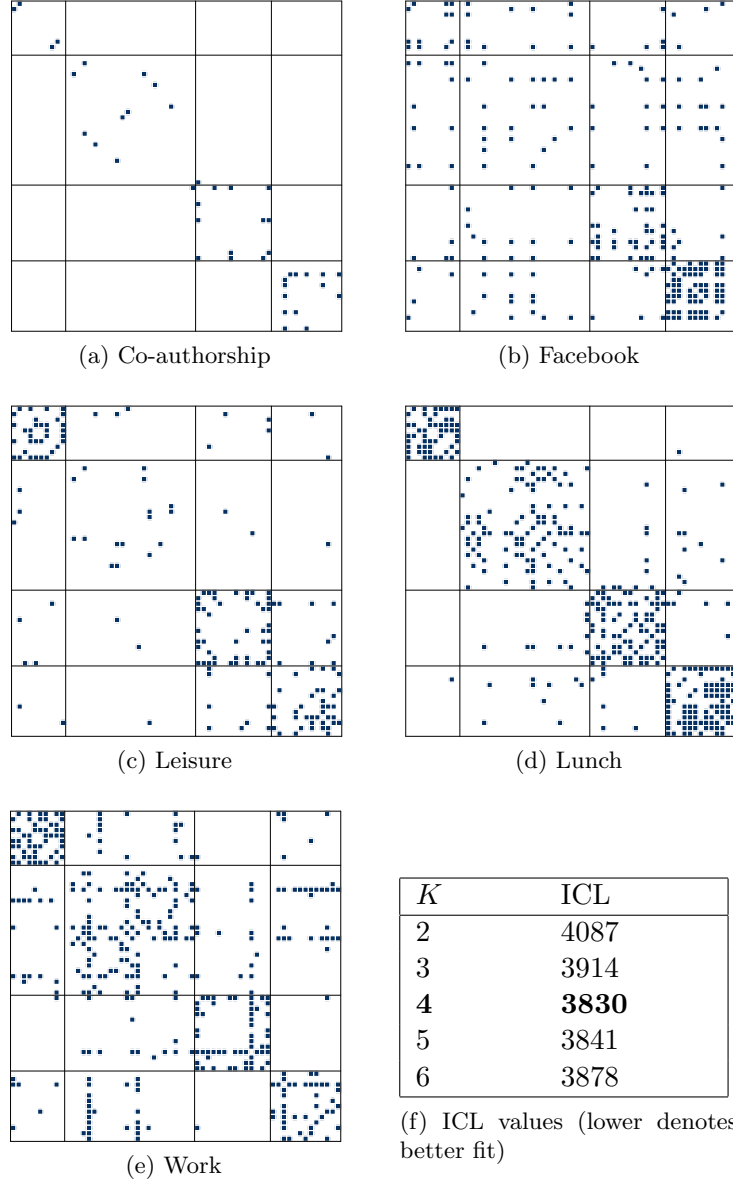 (a) Co-authorship
(b) Facebook
(c) Leisure
(d) Lunch
(e) Work
K ICL
2 4087
3 3914
4 3830
5 3841
6 3878
(f) ICL values (lower denotes
better fit)